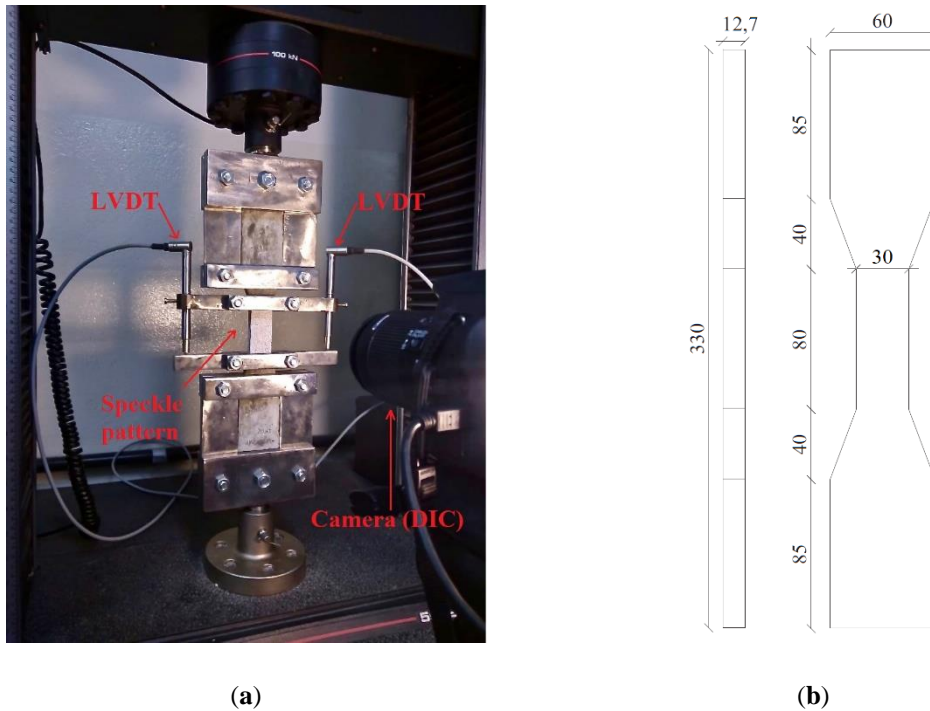 100 kN
LVDT
LVDT
Speckle
pattern
Camera (DIC)
12,7
60
330
85
40
30
80
40
85
(a)
(b)